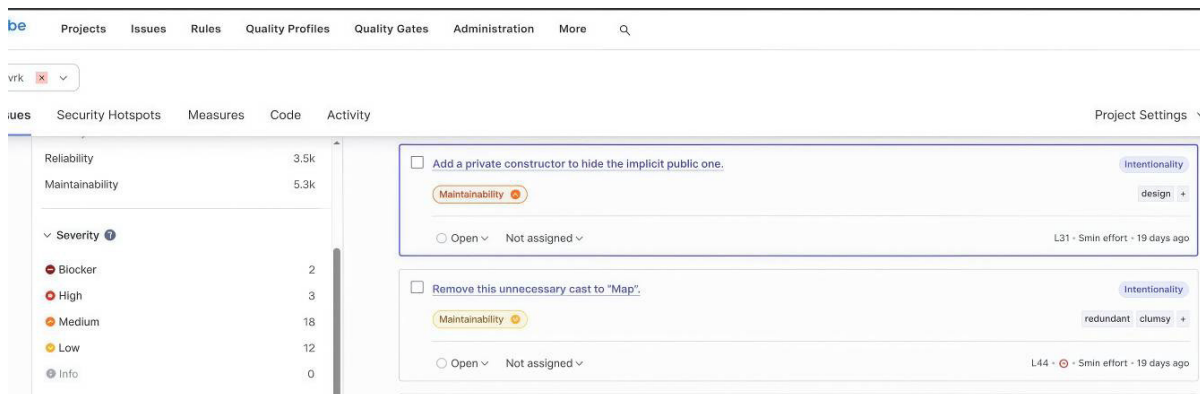 be Projects Issues Rules Quality Profiles Quality Gates Administration More
vrk
ues Security Hotspots Measures Code Activity Project Settings
Reliability 3.5k
Maintainability 5.3k
Severity ?
Blocker 2
High 3
Medium 18
Low 12
Info 0
Add a private constructor to hide the implicit public one. Intentionality
Maintainability design +
Open Not assigned L31 - 5min effort - 19 days ago
Remove this unnecessary cast to "Map". Intentionality
Maintainability redundant clumsy +
Open Not assigned L44 - 5min effort - 19 days ago